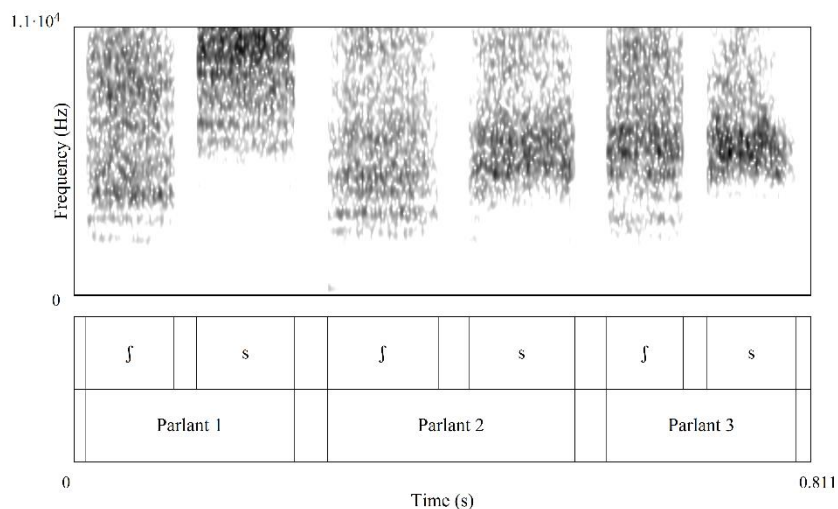 1.1·10⁴
Frequency (Hz)
0
ʃ s ʃ s ʃ s
Parlant 1 Parlant 2 Parlant 3
0 0.811
Time (s)